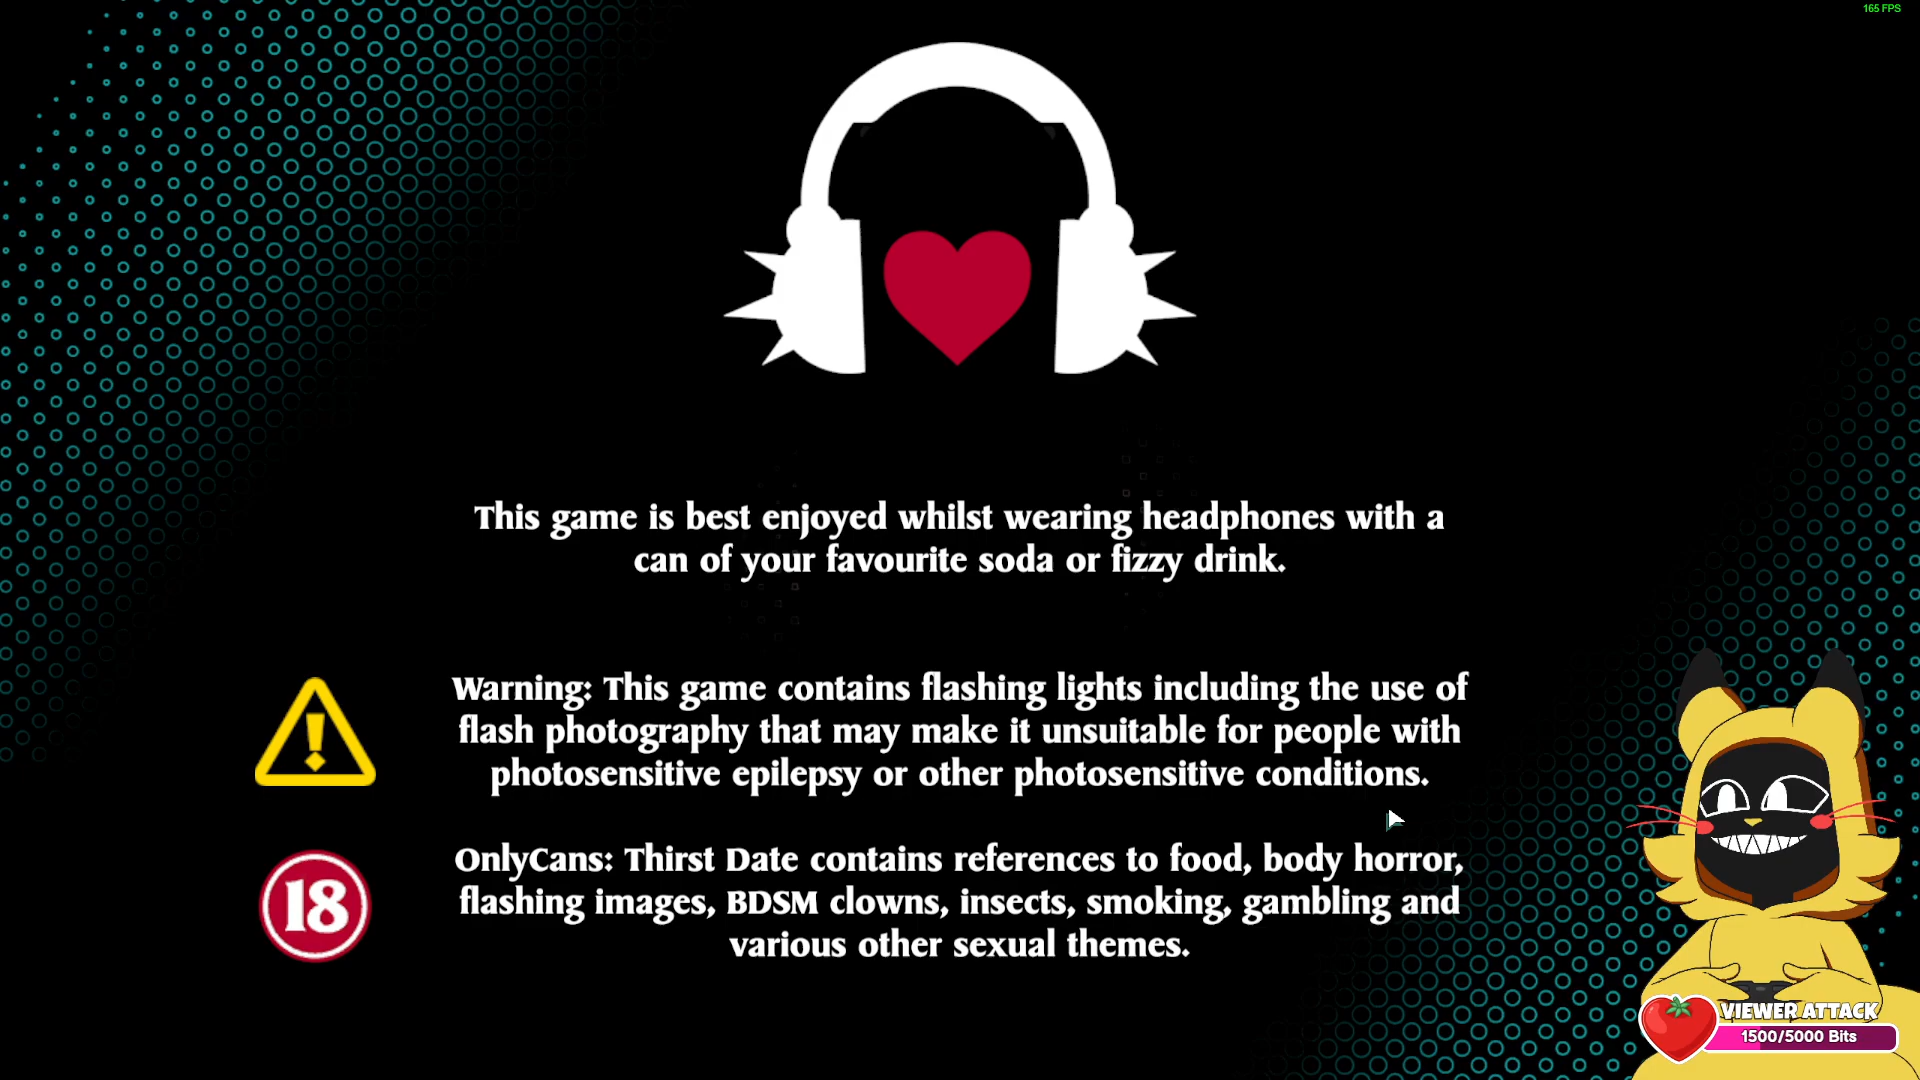 165 FPS
This game is best enjoyed whilst wearing headphones with a
can of your favourite soda or fizzy drink.
Warning: This game contains flashing lights including the use of
flash photography that may make it unsuitable for people with
photosensitive epilepsy or other photosensitive conditions.
18
OnlyCans: Thirst Date contains references to food, body horror,
flashing images, BDSM clowns, insects, smoking, gambling and
various other sexual themes.
VIEWER ATTACK
1500/5000 Bits